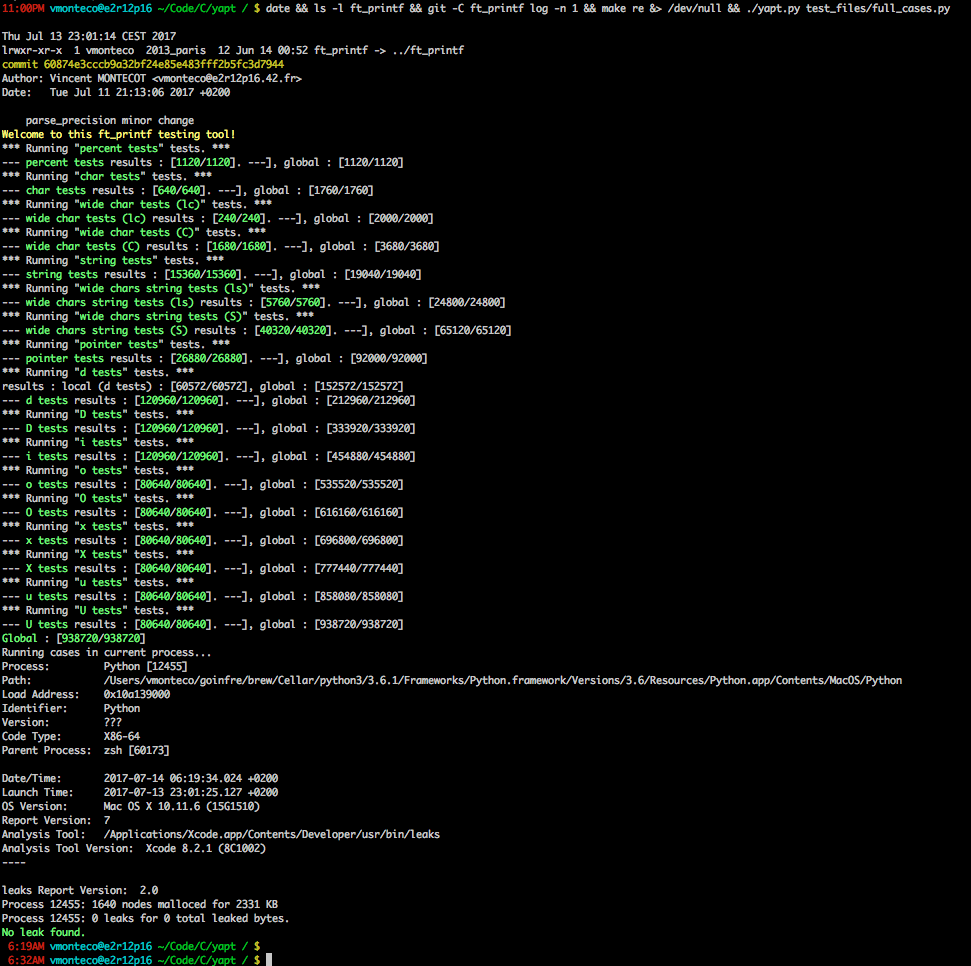 11:00PM vmonteco@e2r12p16 ~/Code/C/yapt / $ date && ls -l ft_printf && git -C ft_printf log -n 1 && make re &> /dev/null && ./yapt.py test_files/full_cases.py
Thu Jul 13 23:01:14 CEST 2017
lrwxr-xr-x  1 vmonteco  2013_paris  12 Jun 14 00:52 ft_printf -> ../ft_printf
commit 60874e3cccb9a32bf24e85e483fff2b5fc3d7944
Author: Vincent MONTECOT <vmonteco@e2r12p16.42.fr>
Date:   Tue Jul 11 21:13:06 2017 +0200
    parse_precision minor change
Welcome to this ft_printf testing tool!
*** Running "percent tests" tests. ***
--- percent tests results : [1120/1120]. ---], global : [1120/1120]
*** Running "char tests" tests. ***
--- char tests results : [640/640]. ---], global : [1760/1760]
*** Running "wide char tests (lc)" tests. ***
--- wide char tests (lc) results : [240/240]. ---], global : [2000/2000]
*** Running "wide char tests (C)" tests. ***
--- wide char tests (C) results : [1680/1680]. ---], global : [3680/3680]
*** Running "string tests" tests. ***
--- string tests results : [15360/15360]. ---], global : [19040/19040]
*** Running "wide chars string tests (ls)" tests. ***
--- wide chars string tests (ls) results : [5760/5760]. ---], global : [24800/24800]
*** Running "wide chars string tests (S)" tests. ***
--- wide chars string tests (S) results : [40320/40320]. ---], global : [65120/65120]
*** Running "pointer tests" tests. ***
--- pointer tests results : [26880/26880]. ---], global : [92000/92000]
*** Running "d tests" tests. ***
results : local (d tests) : [60572/60572], global : [152572/152572]
--- d tests results : [120960/120960]. ---], global : [212960/212960]
*** Running "D tests" tests. ***
--- D tests results : [120960/120960]. ---], global : [333920/333920]
*** Running "i tests" tests. ***
--- i tests results : [120960/120960]. ---], global : [454880/454880]
*** Running "o tests" tests. ***
--- o tests results : [80640/80640]. ---], global : [535520/535520]
*** Running "O tests" tests. ***
--- O tests results : [80640/80640]. ---], global : [616160/616160]
*** Running "x tests" tests. ***
--- x tests results : [80640/80640]. ---], global : [696800/696800]
*** Running "X tests" tests. ***
--- X tests results : [80640/80640]. ---], global : [777440/777440]
*** Running "u tests" tests. ***
--- u tests results : [80640/80640]. ---], global : [858080/858080]
*** Running "U tests" tests. ***
--- U tests results : [80640/80640]. ---], global : [938720/938720]
Global : [938720/938720]
Running cases in current process...
Process:         Python [12455]
Path:            /Users/vmonteco/goinfre/brew/Cellar/python3/3.6.1/Frameworks/Python.framework/Versions/3.6/Resources/Python.app/Contents/MacOS/Python
Load Address:    0x10a139000
Identifier:      Python
Version:         ???
Code Type:       X86-64
Parent Process:  zsh [60173]
Date/Time:       2017-07-14 06:19:34.024 +0200
Launch Time:     2017-07-13 23:01:25.127 +0200
OS Version:      Mac OS X 10.11.6 (15G1510)
Report Version:  7
Analysis Tool:   /Applications/Xcode.app/Contents/Developer/usr/bin/leaks
Analysis Tool Version:  Xcode 8.2.1 (8C1002)
----
leaks Report Version:  2.0
Process 12455: 1640 nodes malloced for 2331 KB
Process 12455: 0 leaks for 0 total leaked bytes.
No leak found.
6:19AM vmonteco@e2r12p16 ~/Code/C/yapt / $
6:32AM vmonteco@e2r12p16 ~/Code/C/yapt / $